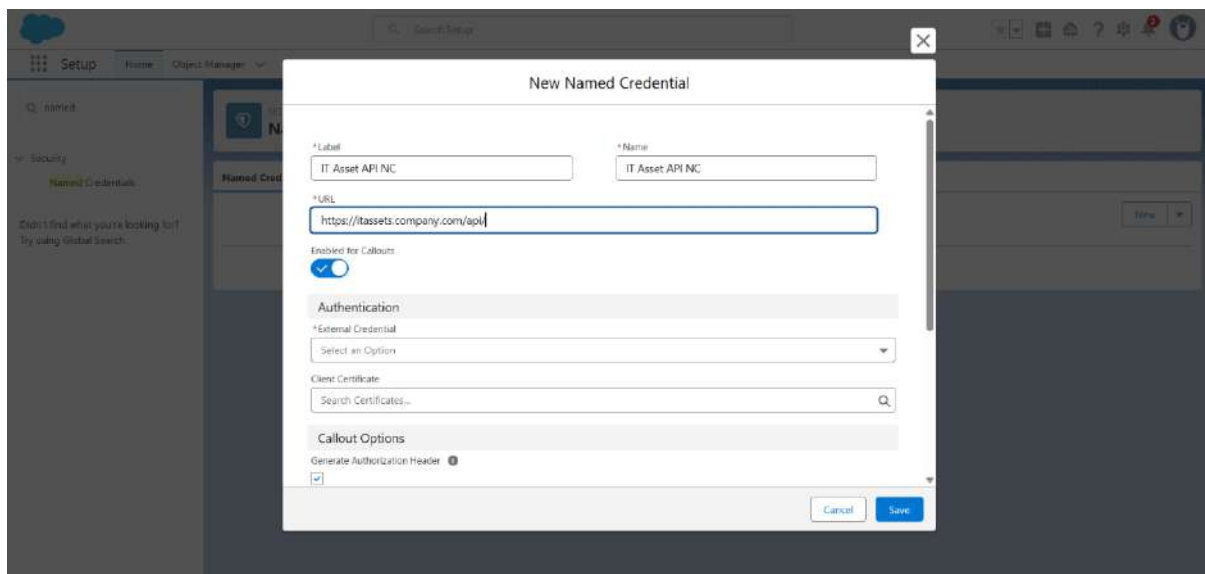 Search Setup
Setup Home Object Manager
named
Security
Named Credentials
Didn't find what you're looking for?
Try using Global Search.
Named Cred
New
New Named Credential
*Label
IT Asset API NC
*Name
IT Asset API NC
*URL
https://itassets.company.com/api/
Enabled for Callouts
Authentication
*External Credential
Select an Option
Client Certificate
Search Certificates...
Callout Options
Generate Authorization Header
Cancel
Save